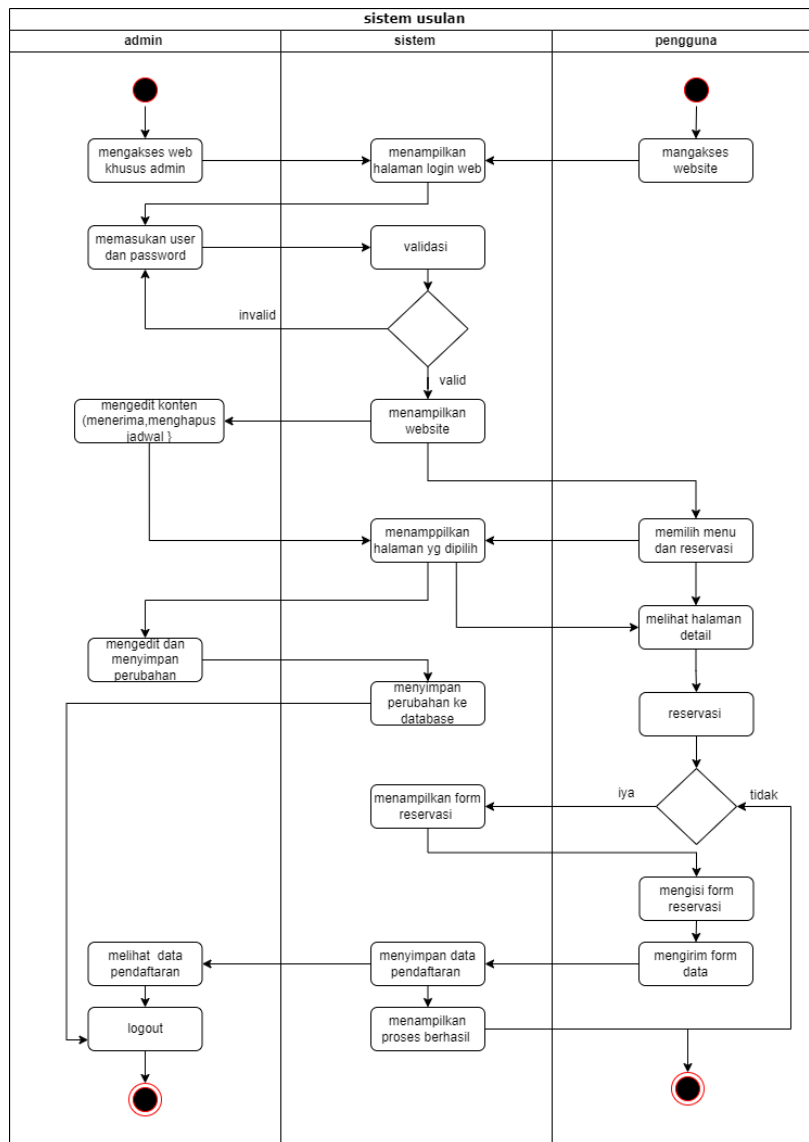 sistem usulan
admin
sistem
pengguna
mengakses web
khusus admin
menampilkan
halaman login web
mangakses
website
memasukan user
dan password
validasi
invalid
valid
mengedit konten
(menerima,menghapus
jadwal }
menampilkan
website
menamppilkan
halaman yg dipilih
memilih menu
dan reservasi
melihat halaman
detail
mengedit dan
menyimpan
perubahan
menyimpan
perubahan ke
database
reservasi
menampilkan form
reservasi
iya
tidak
mengisi form
reservasi
melihat data
pendaftaran
menyimpan data
pendaftaran
mengirim form
data
logout
menampilkan
proses berhasil